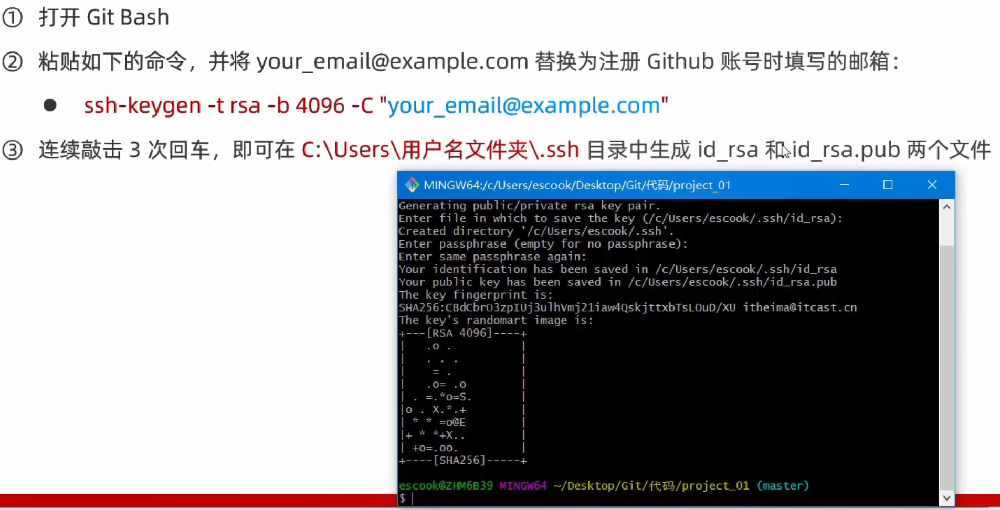 ① 打开 Git Bash
② 粘贴如下的命令，并将 your_email@example.com 替换为注册 Github 账号时填写的邮箱：
● ssh-keygen -t rsa -b 4096 -C "your_email@example.com"
③ 连续敲击 3 次回车，即可在 C:\Users\用户名文件夹\.ssh 目录中生成 id_rsa 和 id_rsa.pub 两个文件
MINGW64:/c/Users/escook/Desktop/Git/代码/project_01
Generating public/private rsa key pair.
Enter file in which to save the key (/c/Users/escook/.ssh/id_rsa):
Created directory '/c/Users/escook/.ssh'.
Enter passphrase (empty for no passphrase):
Enter same passphrase again:
Your identification has been saved in /c/Users/escook/.ssh/id_rsa
Your public key has been saved in /c/Users/escook/.ssh/id_rsa.pub
The key fingerprint is:
SHA256:CBdCbrO3zpIUj3ulhVmj21iaw4QskjttxbTsLOuD/XU itheima@itcast.cn
The key's randomart image is:
+---[RSA 4096]----+
|   .o .          |
|   . . .         |
|    = .          |
|   .o= .o        |
| . =.*o=S.       |
|o . X.*.+        |
| * * =o@E        |
|+ * *+X..        |
| +o=.oo.         |
+----[SHA256]-----+
escook@ZHM6B39 MINGW64 ~/Desktop/Git/代码/project_01 (master)
$